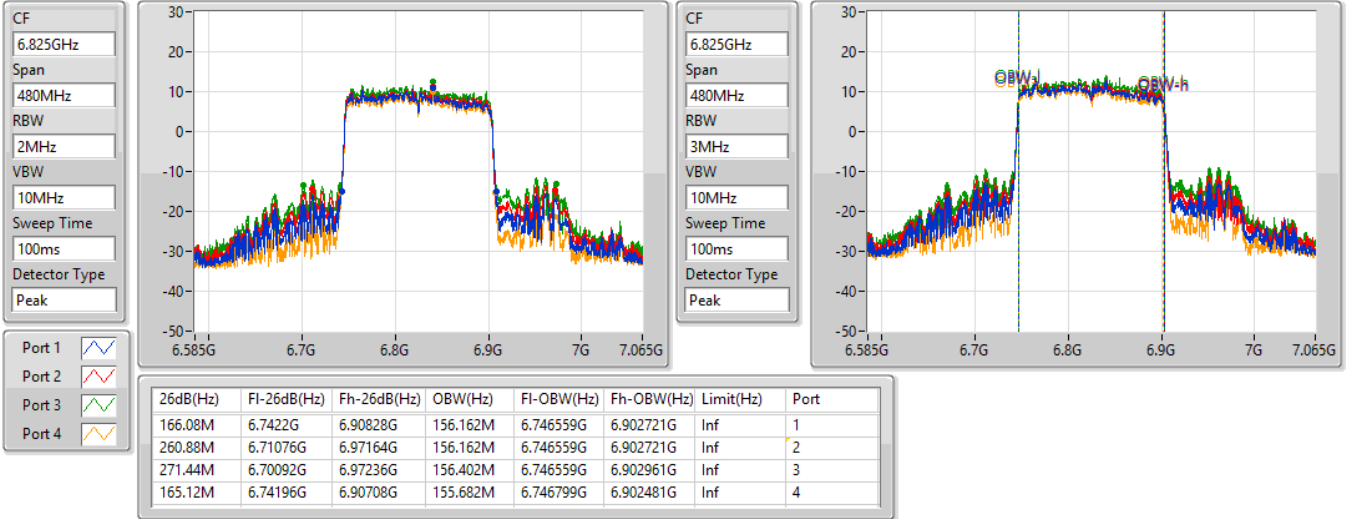 CF
6.825GHz
Span
480MHz
RBW
2MHz
VBW
10MHz
Sweep Time
100ms
Detector Type
Peak
30
20
10
0
-10
-20
-30
-40
-50
6.585G 6.7G 6.8G 6.9G 7G 7.065G
CF
6.825GHz
Span
480MHz
RBW
3MHz
VBW
10MHz
Sweep Time
100ms
Detector Type
Peak
30
20
10
0
-10
-20
-30
-40
-50
OBW-l OBW-h
6.585G 6.7G 6.8G 6.9G 7G 7.065G
Port 1
Port 2
Port 3
Port 4
26dB(Hz) Fl-26dB(Hz) Fh-26dB(Hz) OBW(Hz) Fl-OBW(Hz) Fh-OBW(Hz) Limit(Hz) Port
166.08M 6.7422G 6.90828G 156.162M 6.746559G 6.902721G Inf 1
260.88M 6.71076G 6.97164G 156.162M 6.746559G 6.902721G Inf 2
271.44M 6.70092G 6.97236G 156.402M 6.746559G 6.902961G Inf 3
165.12M 6.74196G 6.90708G 155.682M 6.746799G 6.902481G Inf 4